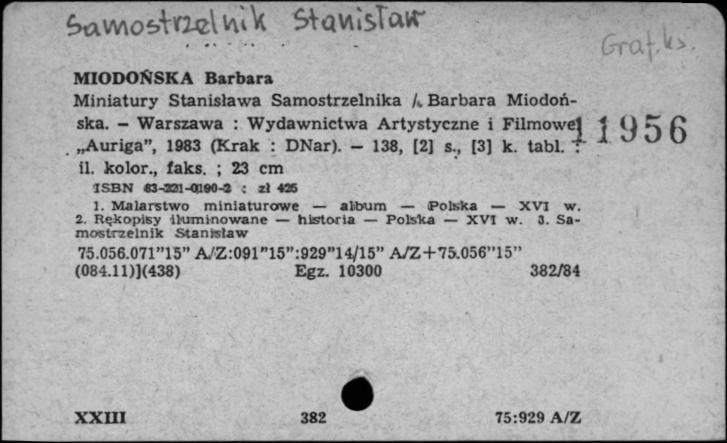 Samostrzelnik Stanisław
Graf. ks.
MIODOŃSKA Barbara
Miniatury Stanisława Samostrzelnika / Barbara Miodoń-
ska. – Warszawa : Wydawnictwa Artystyczne i Filmowe
11956
„Auriga”, 1983 (Krak : DNar). – 138, [2] s., [3] k. tabl. :
il. kolor., faks. ; 23 cm
ISBN 83-221-0190-2 : zł 425
1. Malarstwo miniaturowe — album — Polska — XVI w.
2. Rękopisy iluminowane — historia — Polska — XVI w. 3. Sa-
mostrzelnik Stanisław
75.056.071”15” A/Z:091”15”:929”14/15” A/Z+75.056”15”
(084.11)](438) Egz. 10300 382/84
XXIII 382 75:929 A/Z